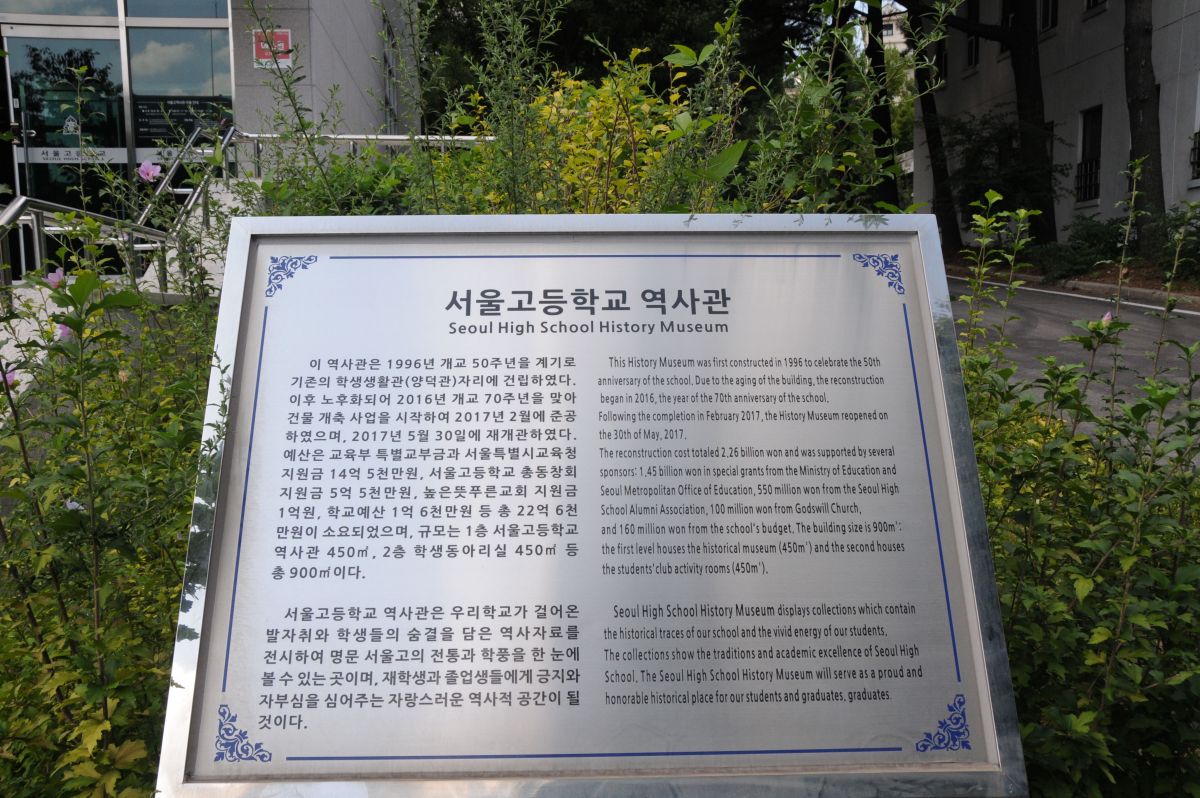 서울고등학교
SEOUL HIGH SCHOOL
서울고등학교 역사관
Seoul High School History Museum
이 역사관은 1996년 개교 50주년을 계기로
기존의 학생생활관(양덕관)자리에 건립하였다.
이후 노후화되어 2016년 개교 70주년을 맞아
건물 개축 사업을 시작하여 2017년 2월에 준공
하였으며, 2017년 5월 30일에 재개관하였다.
예산은 교육부 특별교부금과 서울특별시교육청
지원금 14억 5천만원, 서울고등학교 총동창회
지원금 5억 5천만원, 높은뜻푸른교회 지원금
1억원, 학교예산 1억 6천만원 등 총 22억 6천
만원이 소요되었으며, 규모는 1층 서울고등학교
역사관 450㎡, 2층 학생동아리실 450㎡ 등
총 900㎡이다.
서울고등학교 역사관은 우리학교가 걸어온
발자취와 학생들의 숨결을 담은 역사자료를
전시하여 명문 서울고의 전통과 학풍을 한 눈에
볼 수 있는 곳이며, 재학생과 졸업생들에게 긍지와
자부심을 심어주는 자랑스러운 역사적 공간이 될
것이다.
This History Museum was first constructed in 1996 to celebrate the 50th
anniversary of the school. Due to the aging of the building, the reconstruction
began in 2016, the year of the 70th anniversary of the school.
Following the completion in February 2017, the History Museum reopened on
the 30th of May, 2017.
The reconstruction cost totaled 2.26 billion won and was supported by several
sponsors: 1.45 billion won in special grants from the Ministry of Education and
Seoul Metropolitan Office of Education, 550 million won from the Seoul High
School Alumni Association, 100 million won from Godswill Church,
and 160 million won from the school's budget. The building size is 900m²:
the first level houses the historical museum (450m²) and the second houses
the students'club activity rooms (450m²).
Seoul High School History Museum displays collections which contain
the historical traces of our school and the vivid energy of our students.
The collections show the traditions and academic excellence of Seoul High
School. The Seoul High School History Museum will serve as a proud and
honorable historical place for our students and graduates. graduates.